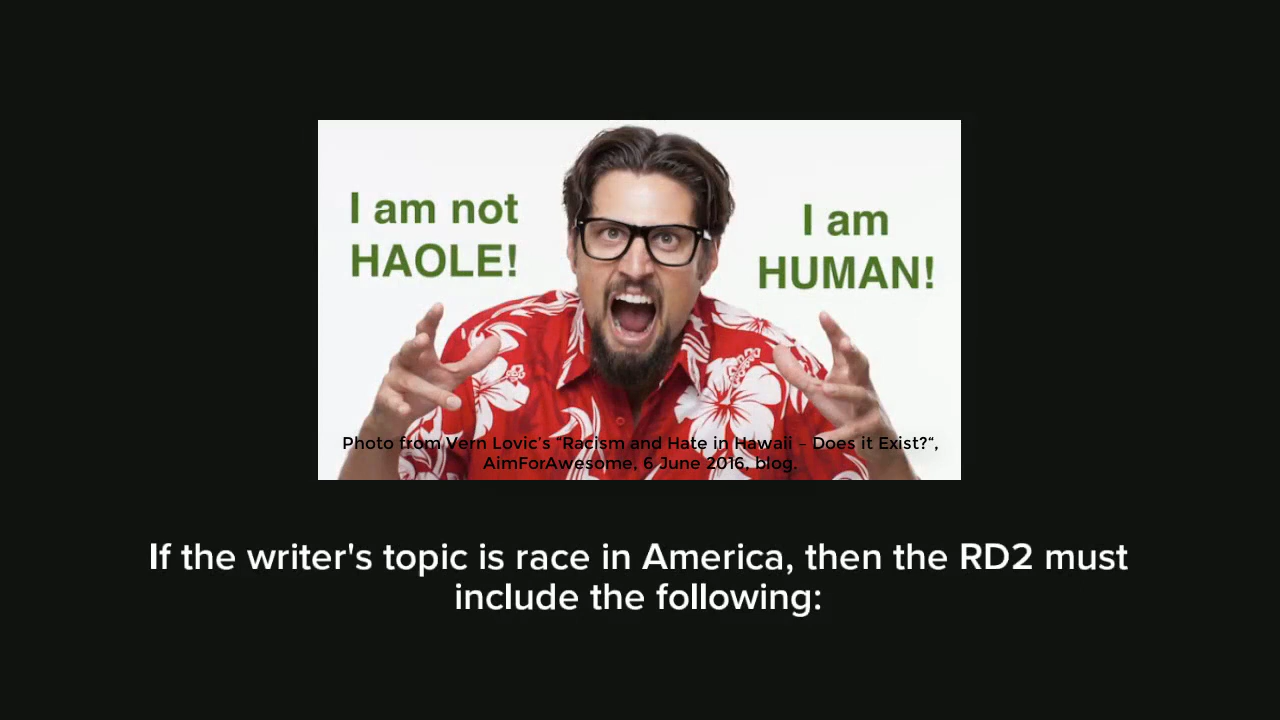 I am not
HAOLE!
I am
HUMAN!
Photo from Vern Lovic's “Racism and Hate in Hawaii – Does it Exist?“,
AimForAwesome, 6 June 2016, blog.
If the writer's topic is race in America, then the RD2 must
include the following: